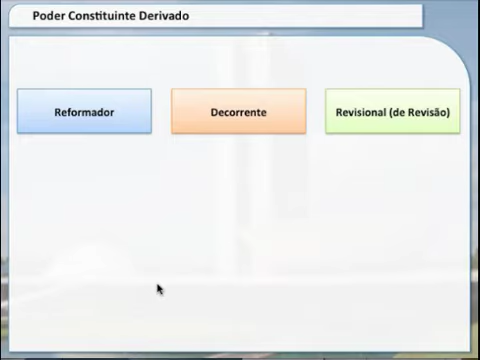 Poder Constituinte Derivado
Reformador
Decorrente
Revisional (de Revisão)